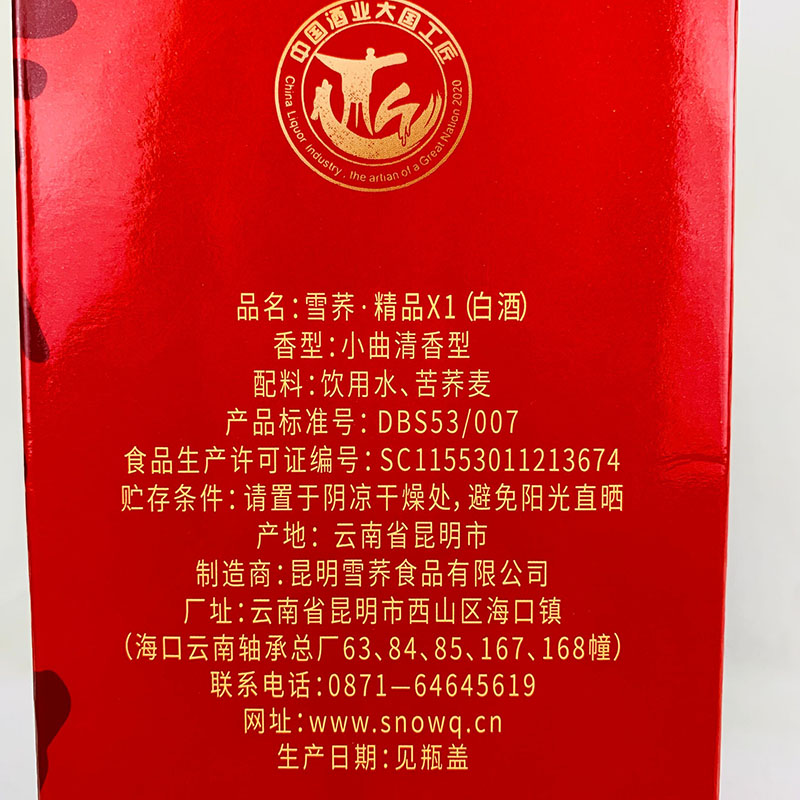 中国酒业大国工匠
China Liquor Industry , the artian of a Great Nation 2020
品名:雪荞·精品X1(白酒)
香型:小曲清香型
配料:饮用水、苦荞麦
产品标准号:DBS53/007
食品生产许可证编号:SC11553011213674
贮存条件:请置于阴凉干燥处,避免阳光直晒
产地:云南省昆明市
制造商:昆明雪荞食品有限公司
厂址:云南省昆明市西山区海口镇
(海口云南轴承总厂63、84、85、167、168幢)
联系电话:0871—64645619
网址:www.snowq.cn
生产日期:见瓶盖